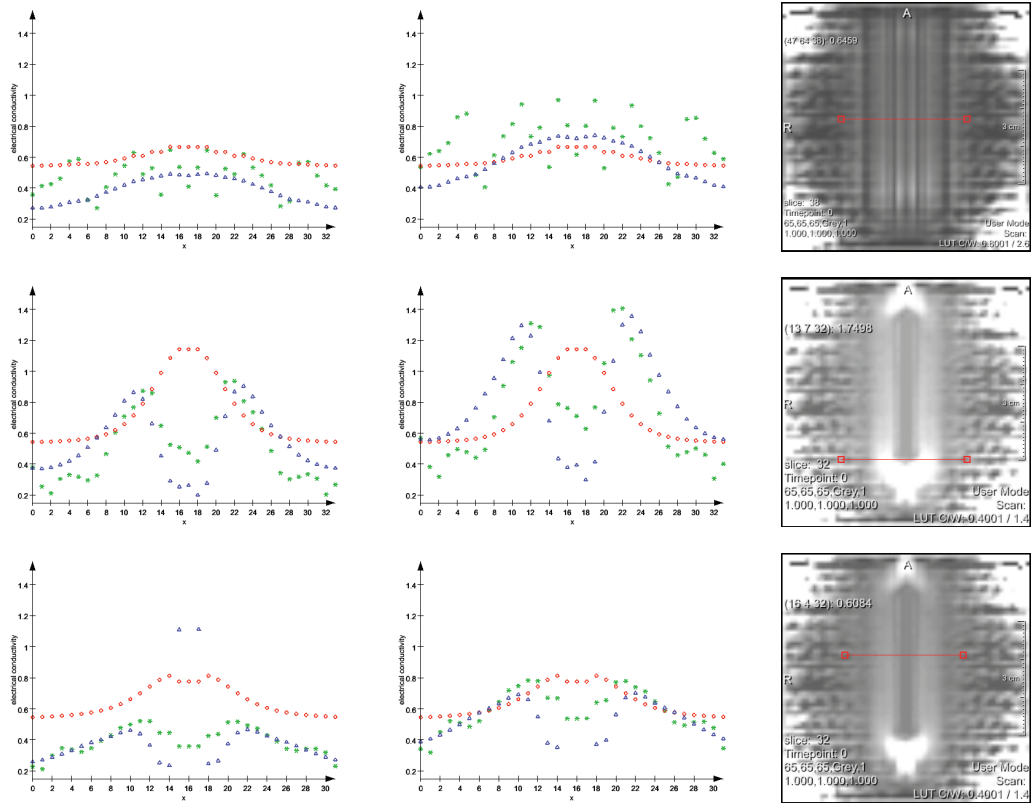 1.4
1.2
1
0.8
0.6
0.4
0.2
electrical conductivity
0 2 4 6 8 10 12 14 16 18 20 22 24 26 28 30 32
x
1.4
1.2
1
0.8
0.6
0.4
0.2
electrical conductivity
0 2 4 6 8 10 12 14 16 18 20 22 24 26 28 30 32
x
A
(47 64 38): 0.6459
R
3 cm
slice: 38
Timepoint: 0
65,65,65,Grey,1
1.000,1.000,1.000
User Mode
Scan:
LUT C/W: 0.8001 / 2.6
1.4
1.2
1
0.8
0.6
0.4
0.2
electrical conductivity
0 2 4 6 8 10 12 14 16 18 20 22 24 26 28 30 32
x
1.4
1.2
1
0.8
0.6
0.4
0.2
electrical conductivity
0 2 4 6 8 10 12 14 16 18 20 22 24 26 28 30 32
x
A
(13 7 32): 1.7498
R
3 cm
slice: 32
Timepoint: 0
65,65,65,Grey,1
1.000,1.000,1.000
User Mode
Scan:
LUT C/W: 0.4001 / 1.4
1.4
1.2
1
0.8
0.6
0.4
0.2
electrical conductivity
0 2 4 6 8 10 12 14 16 18 20 22 24 26 28 30
x
1.4
1.2
1
0.8
0.6
0.4
0.2
electrical conductivity
0 2 4 6 8 10 12 14 16 18 20 22 24 26 28 30
x
A
(16 4 32): 0.6084
R
3 cm
slice: 32
Timepoint: 0
65,65,65,Grey,1
1.000,1.000,1.000
User Mode
Scan:
LUT C/W: 0.4001 / 1.4